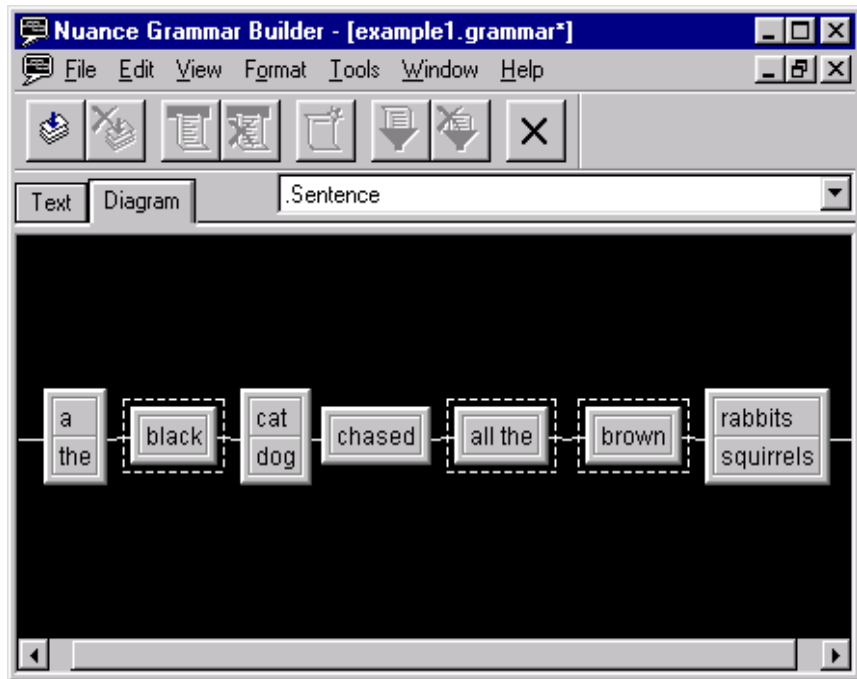 Nuance Grammar Builder - [example1.grammar*]
File Edit View Format Tools Window Help
Text Diagram .Sentence
a
the
black
cat
dog
chased
all the
brown
rabbits
squirrels